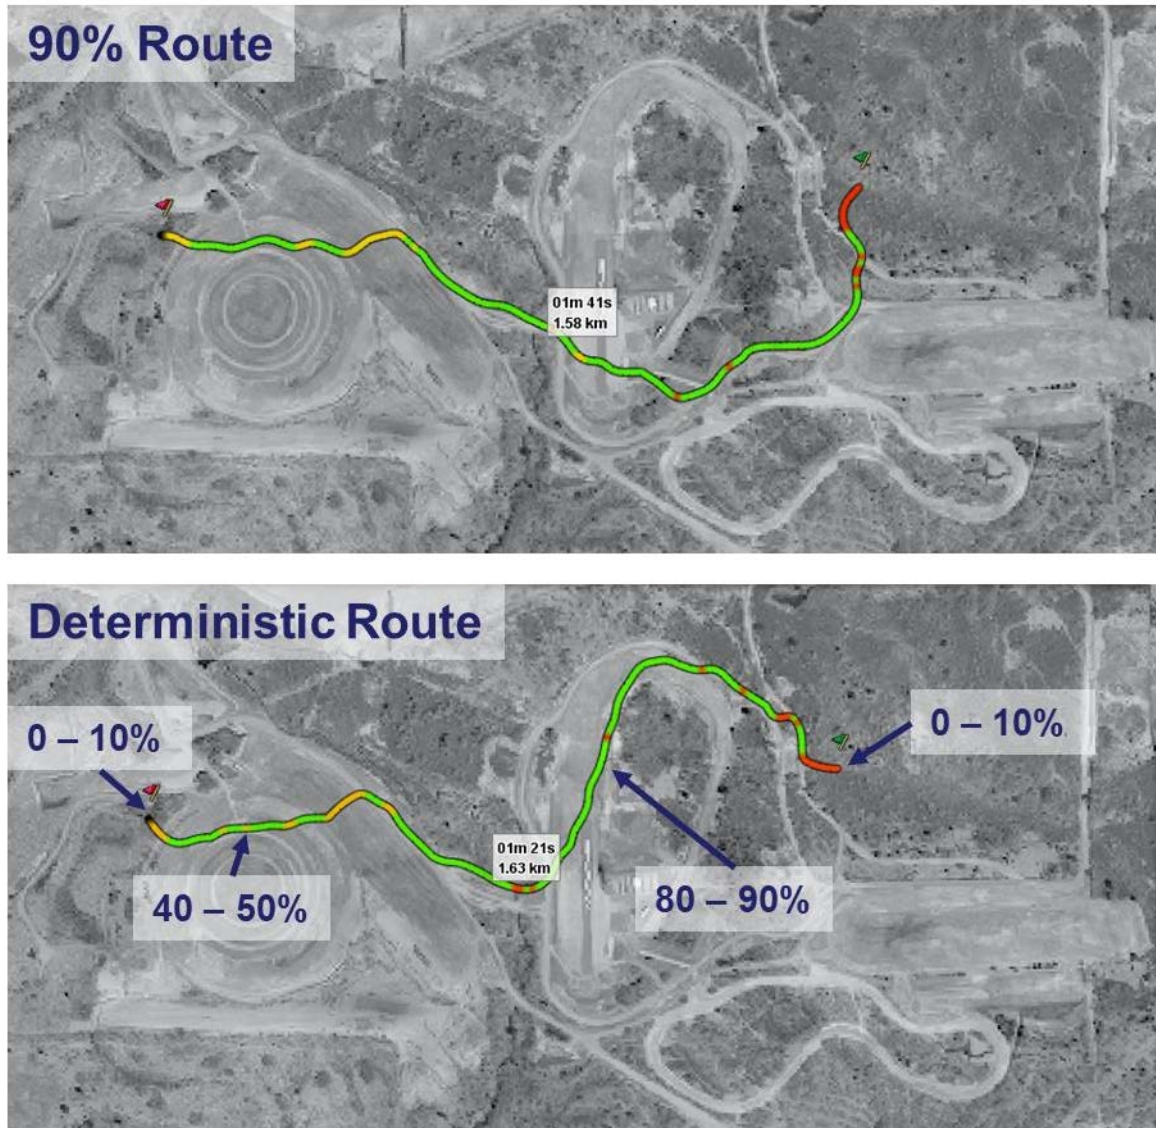 90% Route
01m 41s
1.58 km
Deterministic Route
0 – 10%
0 – 10%
01m 21s
1.63 km
40 – 50%
80 – 90%